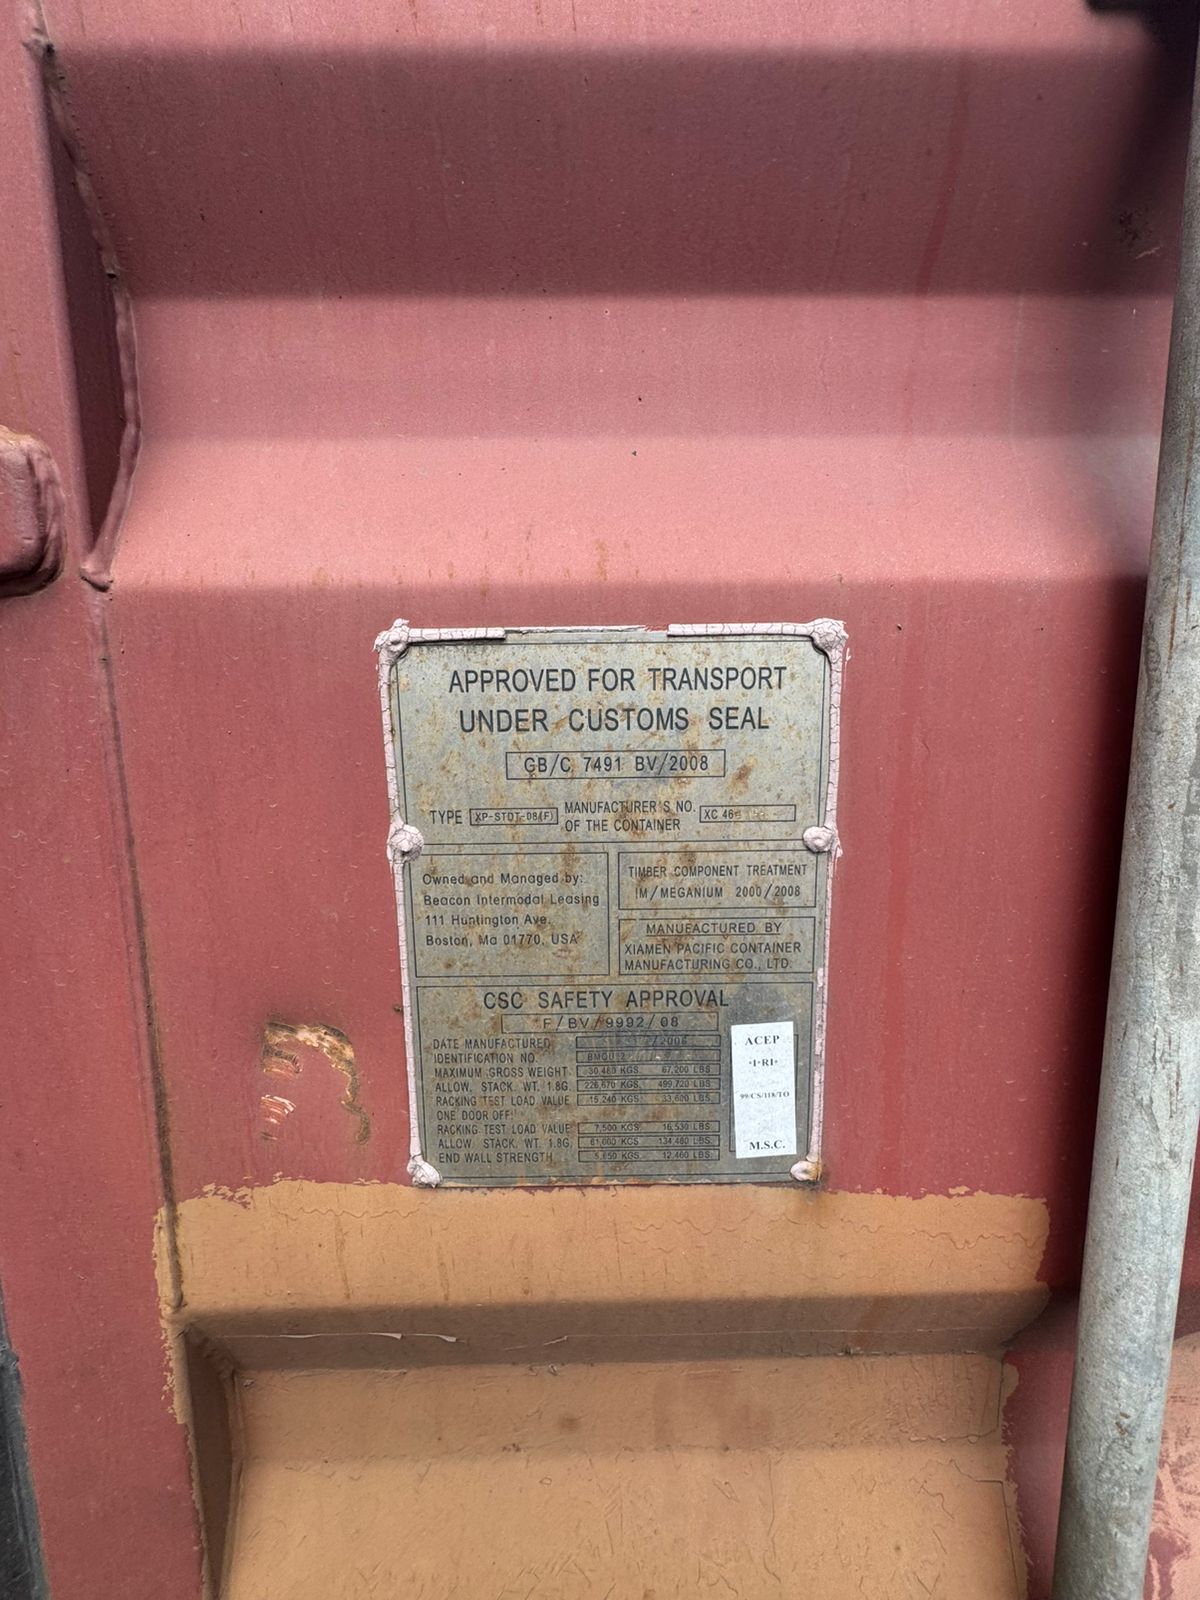 APPROVED FOR TRANSPORT
UNDER CUSTOMS SEAL
GB/C 7491 BV/2008
TYPE XP-STDT-08(F) MANUFACTURER'S NO. OF THE CONTAINER XC 46
Owned and Managed by:
Beacon Intermodal Leasing
111 Huntington Ave.
Boston, Ma 01770, USA
TIMBER COMPONENT TREATMENT
IM/MEGANIUM 2000/2008
MANUFACTURED BY
XIAMEN PACIFIC CONTAINER
MANUFACTURING CO., LTD.
CSC SAFETY APPROVAL
F/BV/9992/08
DATE MANUFACTURED
IDENTIFICATION NO.
MAXIMUM GROSS WEIGHT 30,480 KGS. 67,200 LBS.
ALLOW. STACK. WT. 1.8G. 226,670 KGS. 499,720 LBS.
RACKING TEST LOAD VALUE 15,240 KGS. 33,600 LBS.
ONE DOOR OFF:
RACKING TEST LOAD VALUE 7,500 KGS. 16,530 LBS.
ALLOW. STACK. WT. 1.8G. 61,000 KGS. 134,480 LBS.
END WALL STRENGTH 5,650 KGS. 12,460 LBS.
ACEP
•I•RI•
99/CS/118/TO
M.S.C.